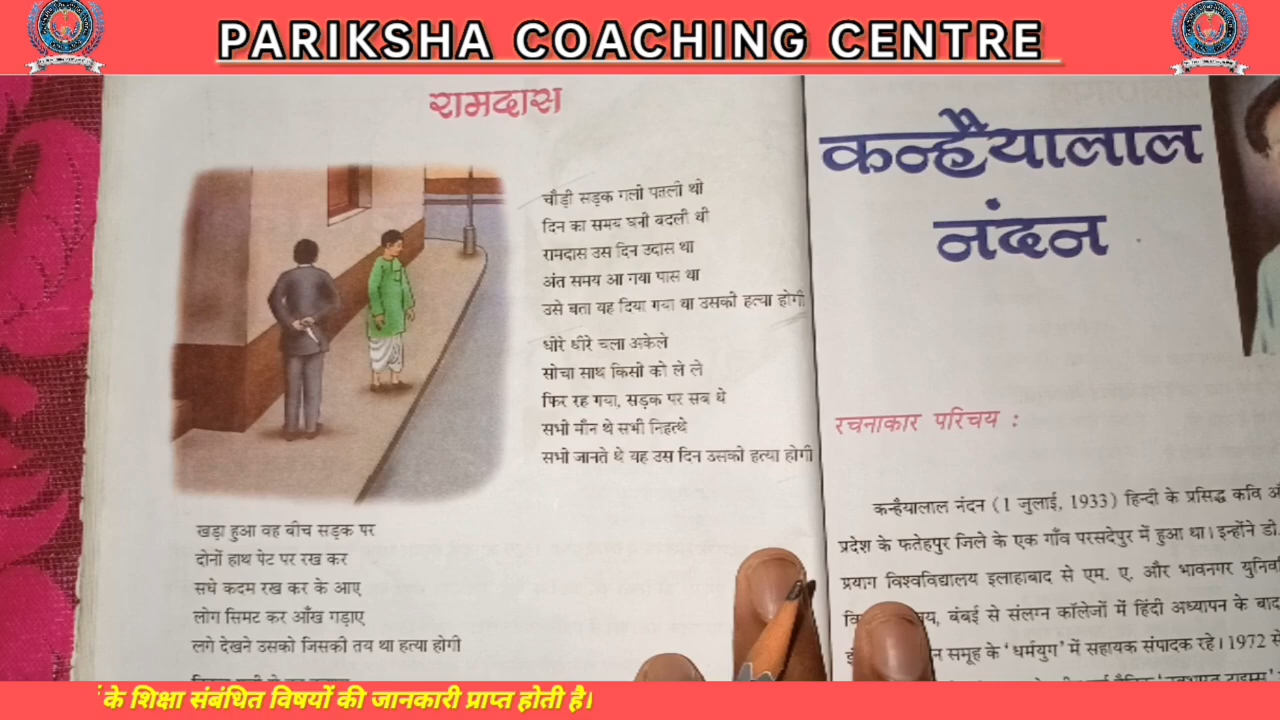 PARIKSHA COACHING CENTRE
रामदास
चौड़ी सड़क गली पतली थी
दिन का समय घनी बदली थी
रामदास उस दिन उदास था
अंत समय आ गया पास था
उसे बता यह दिया गया था उसकी हत्या होगी
धीरे धीरे चला अकेले
सोचा साथ किसी को ले ले
फिर रह गया, सड़क पर सब थे
सभी मौन थे सभी निहत्थे
सभी जानते थे यह उस दिन उसकी हत्या होगी
खड़ा हुआ वह बीच सड़क पर
दोनों हाथ पेट पर रख कर
सधे कदम रख कर के आए
लोग सिमट कर आँख गड़ाए
लगे देखने उसको जिसकी तय था हत्या होगी
कन्हैयालाल
नंदन
रचनाकार परिचय :
कन्हैयालाल नंदन (1 जुलाई, 1933) हिन्दी के प्रसिद्ध कवि
प्रदेश के फतेहपुर जिले के एक गाँव परसदेपुर में हुआ था। इन्होंने डी.
प्रयाग विश्वविद्यालय इलाहाबाद से एम. ए. और भावनगर
बंबई से संलग्न कॉलेजों में हिंदी अध्यापन के बाद
समूह के ‘धर्मयुग’ में सहायक संपादक रहे। 1972 से
के शिक्षा संबंधित विषयों की जानकारी प्राप्त होती है।